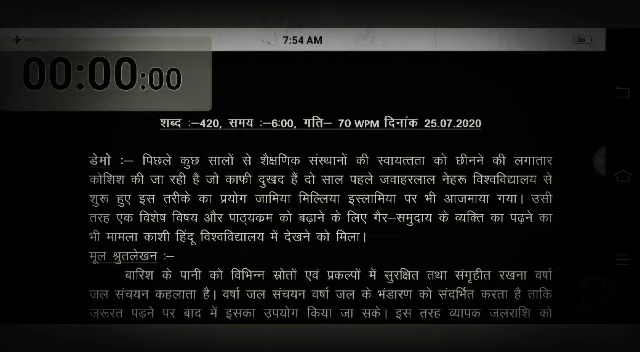 7:54 AM
00:00:00
शब्द :–420, समय :–6:00, गति– 70 WPM दिनांक 25.07.2020
डेमो :– पिछले कुछ सालों से शैक्षणिक संस्थानों की स्वायत्तता को छीनने की लगातार
कोशिश की जा रही है जो काफी दुखद हैं दो साल पहले जवाहरलाल नेहरू विश्वविद्यालय से
शुरू हुए इस तरीके का प्रयोग जामिया मिल्लिया इस्लामिया पर भी आजमाया गया। उसी
तरह एक विशेष विषय और पाठ्यक्रम को बढ़ाने के लिए गैर–समुदाय के व्यक्ति का पढ़ने का
भी मामला काशी हिंदू विश्वविद्यालय में देखने को मिला।
मूल श्रुतलेखन :–
बारिश के पानी को विभिन्न स्रोतों एवं प्रकल्पों में सुरक्षित तथा संगृहीत रखना वर्षा
जल संचयन कहलाता है। वर्षा जल संचयन वर्षा जल के भंडारण को संदर्भित करता है ताकि
जरूरत पड़ने पर बाद में इसका उपयोग किया जा सके। इस तरह व्यापक जलराशि को